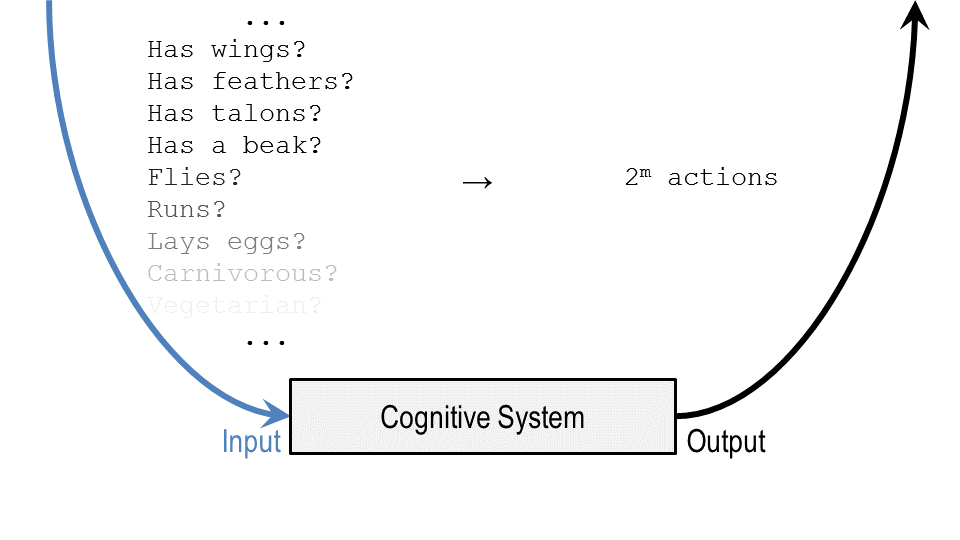 ...
Has wings?
Has feathers?
Has talons?
Has a beak?
Flies?
→ 2ᵐ actions
Runs?
Lays eggs?
Carnivorous?
Vegetarian?
...
Cognitive System
Input
Output